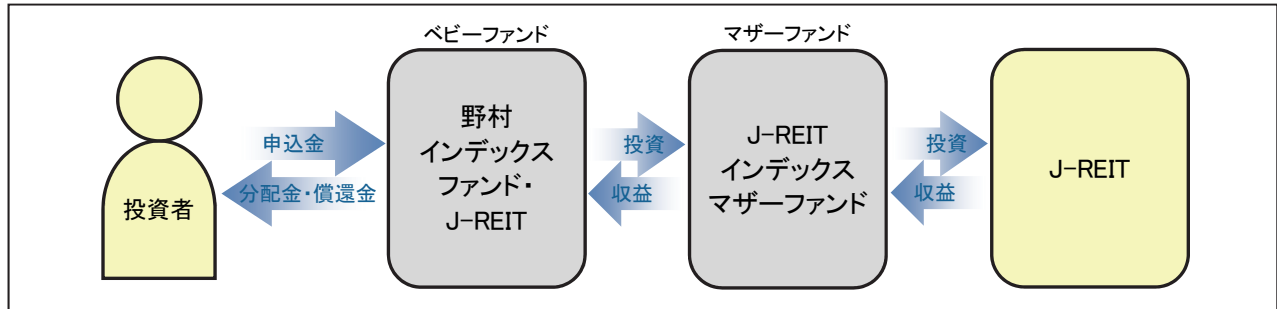 ベビーファンド
マザーファンド
投資者
申込金
分配金・償還金
野村
インデックス
ファンド・
J-REIT
投資
収益
J-REIT
インデックス
マザーファンド
投資
収益
J-REIT